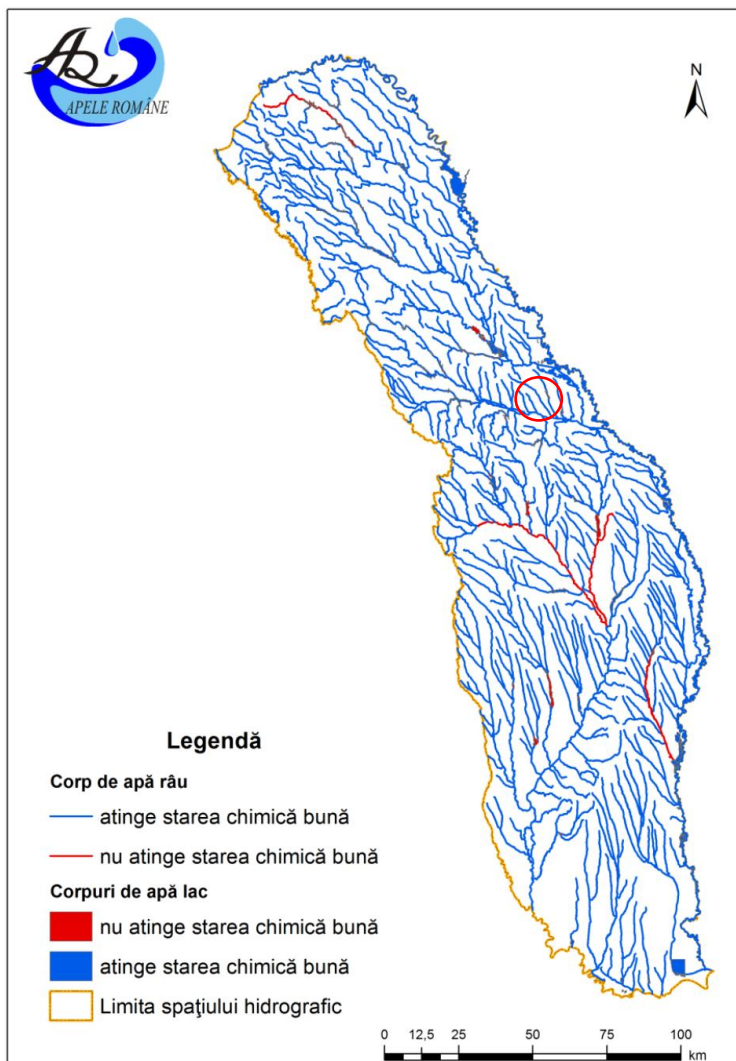 APELE ROMÂNE
N
Legendă
Corp de apă râu
atinge starea chimică bună
nu atinge starea chimică bună
Corpuri de apă lac
nu atinge starea chimică bună
atinge starea chimică bună
Limita spaţiului hidrografic
0 12,5 25 50 75 100
km